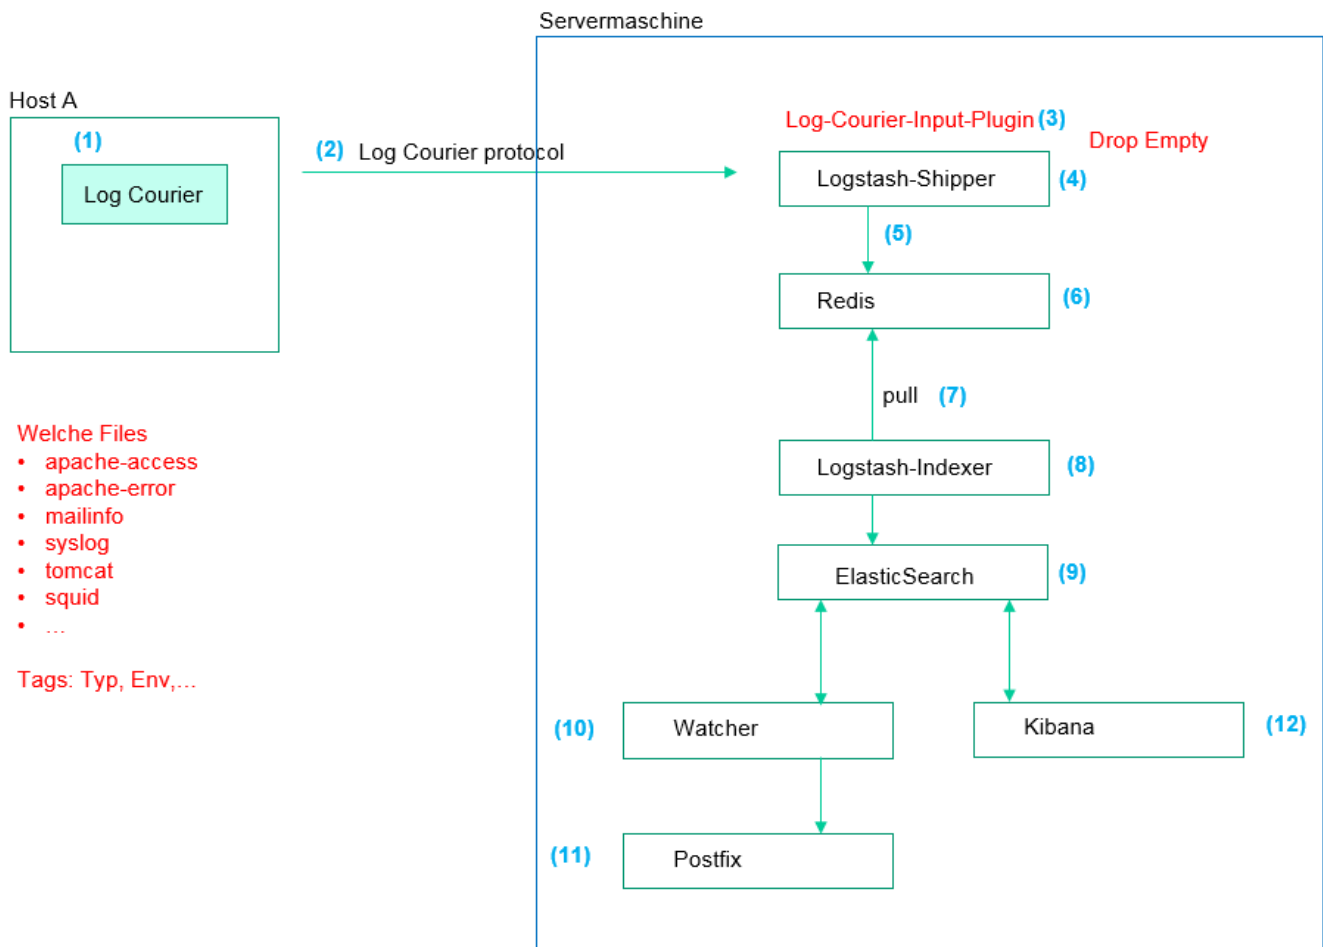 Servermaschine
Host A
(1)
Log Courier
(2) Log Courier protocol
Log-Courier-Input-Plugin (3)
Drop Empty
Logstash-Shipper (4)
(5)
Redis (6)
pull (7)
Logstash-Indexer (8)
ElasticSearch (9)
(10) Watcher
Kibana (12)
(11) Postfix
Welche Files
• apache-access
• apache-error
• mailinfo
• syslog
• tomcat
• squid
• ...
Tags: Typ, Env,...